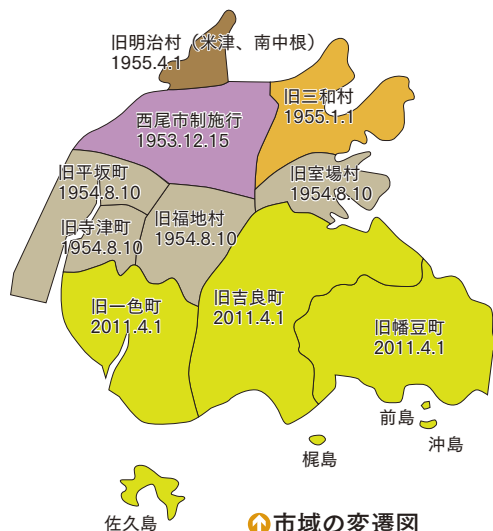 旧明治村（米津、南中根）
1955.4.1
旧三和村
1955.1.1
西尾市制施行
1953.12.15
旧平坂町
1954.8.10
旧室場村
1954.8.10
旧寺津町
1954.8.10
旧福地村
1954.8.10
旧一色町
2011.4.1
旧吉良町
2011.4.1
旧幡豆町
2011.4.1
前島
沖島
梶島
佐久島
市域の変遷図